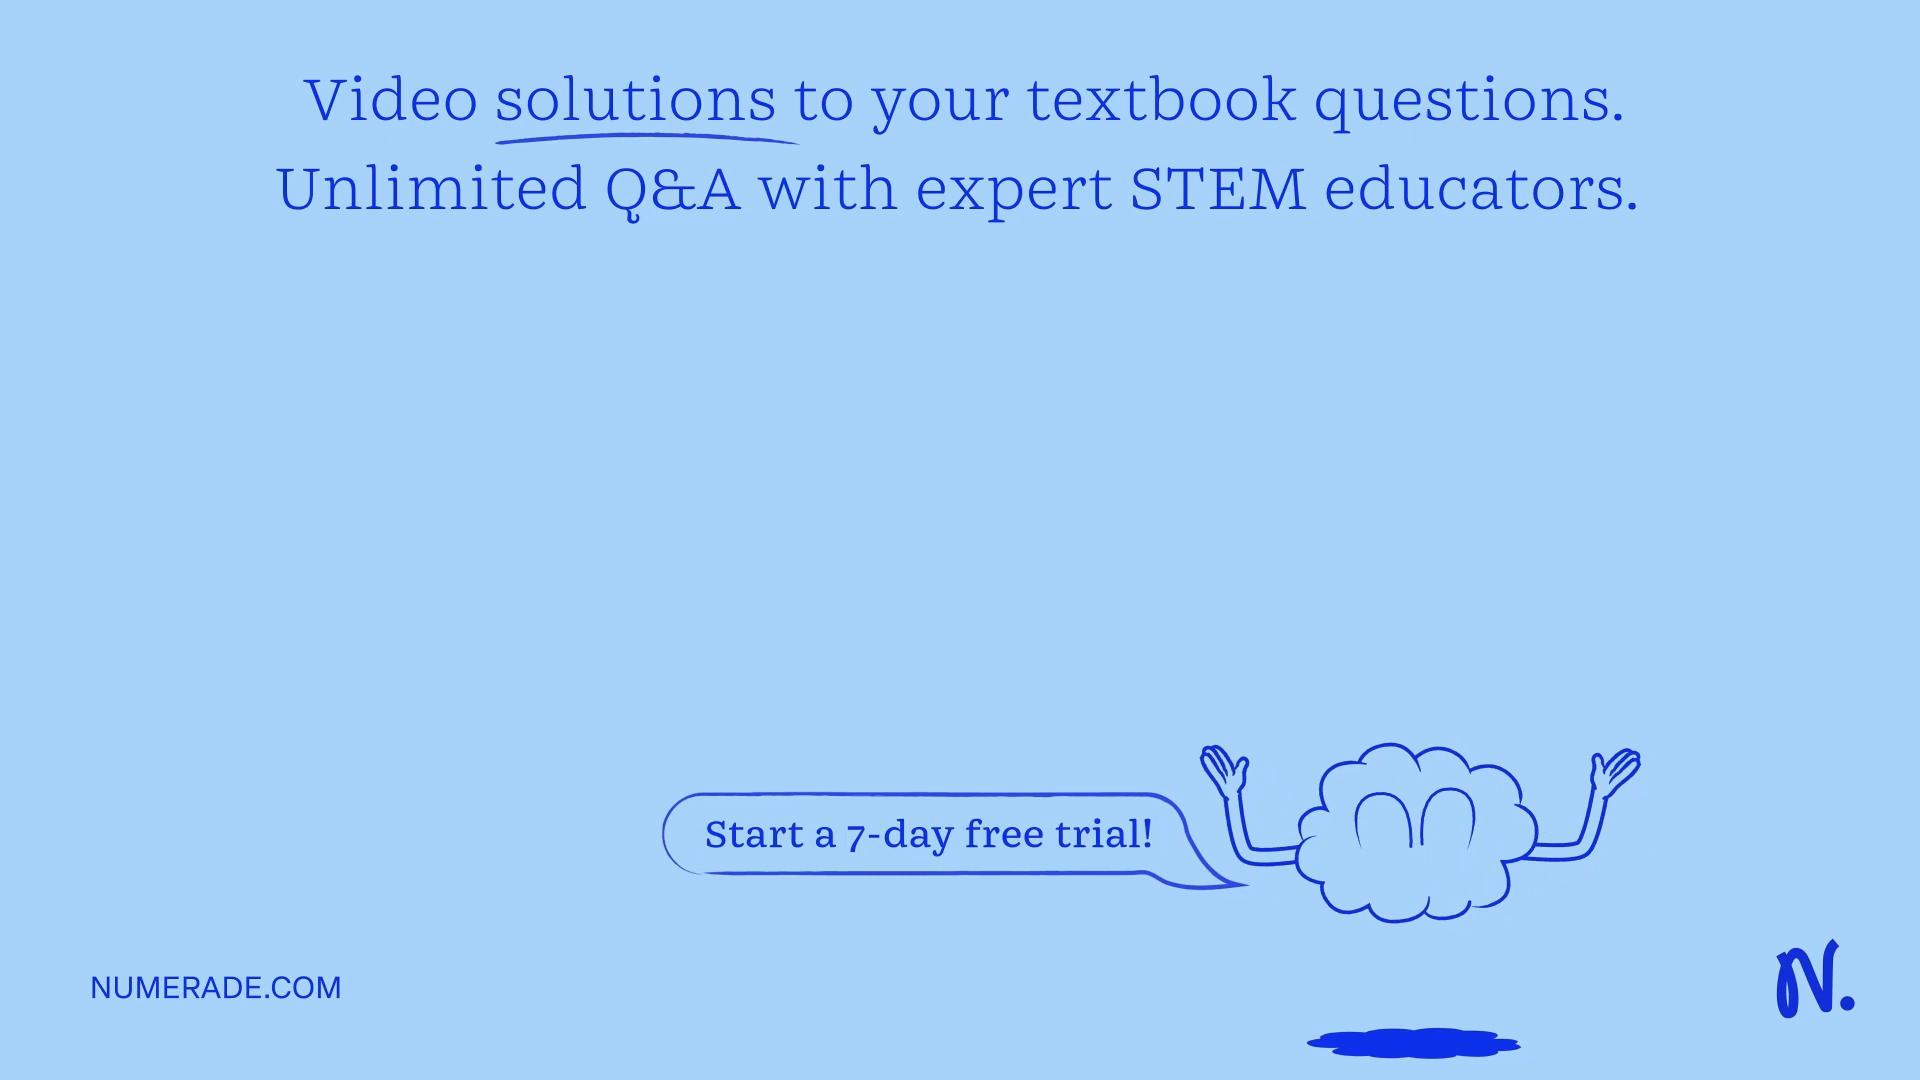 Video solutions to your textbook questions.
Unlimited Q&A with expert STEM educators.
Start a 7-day free trial!
NUMERADE.COM
N.